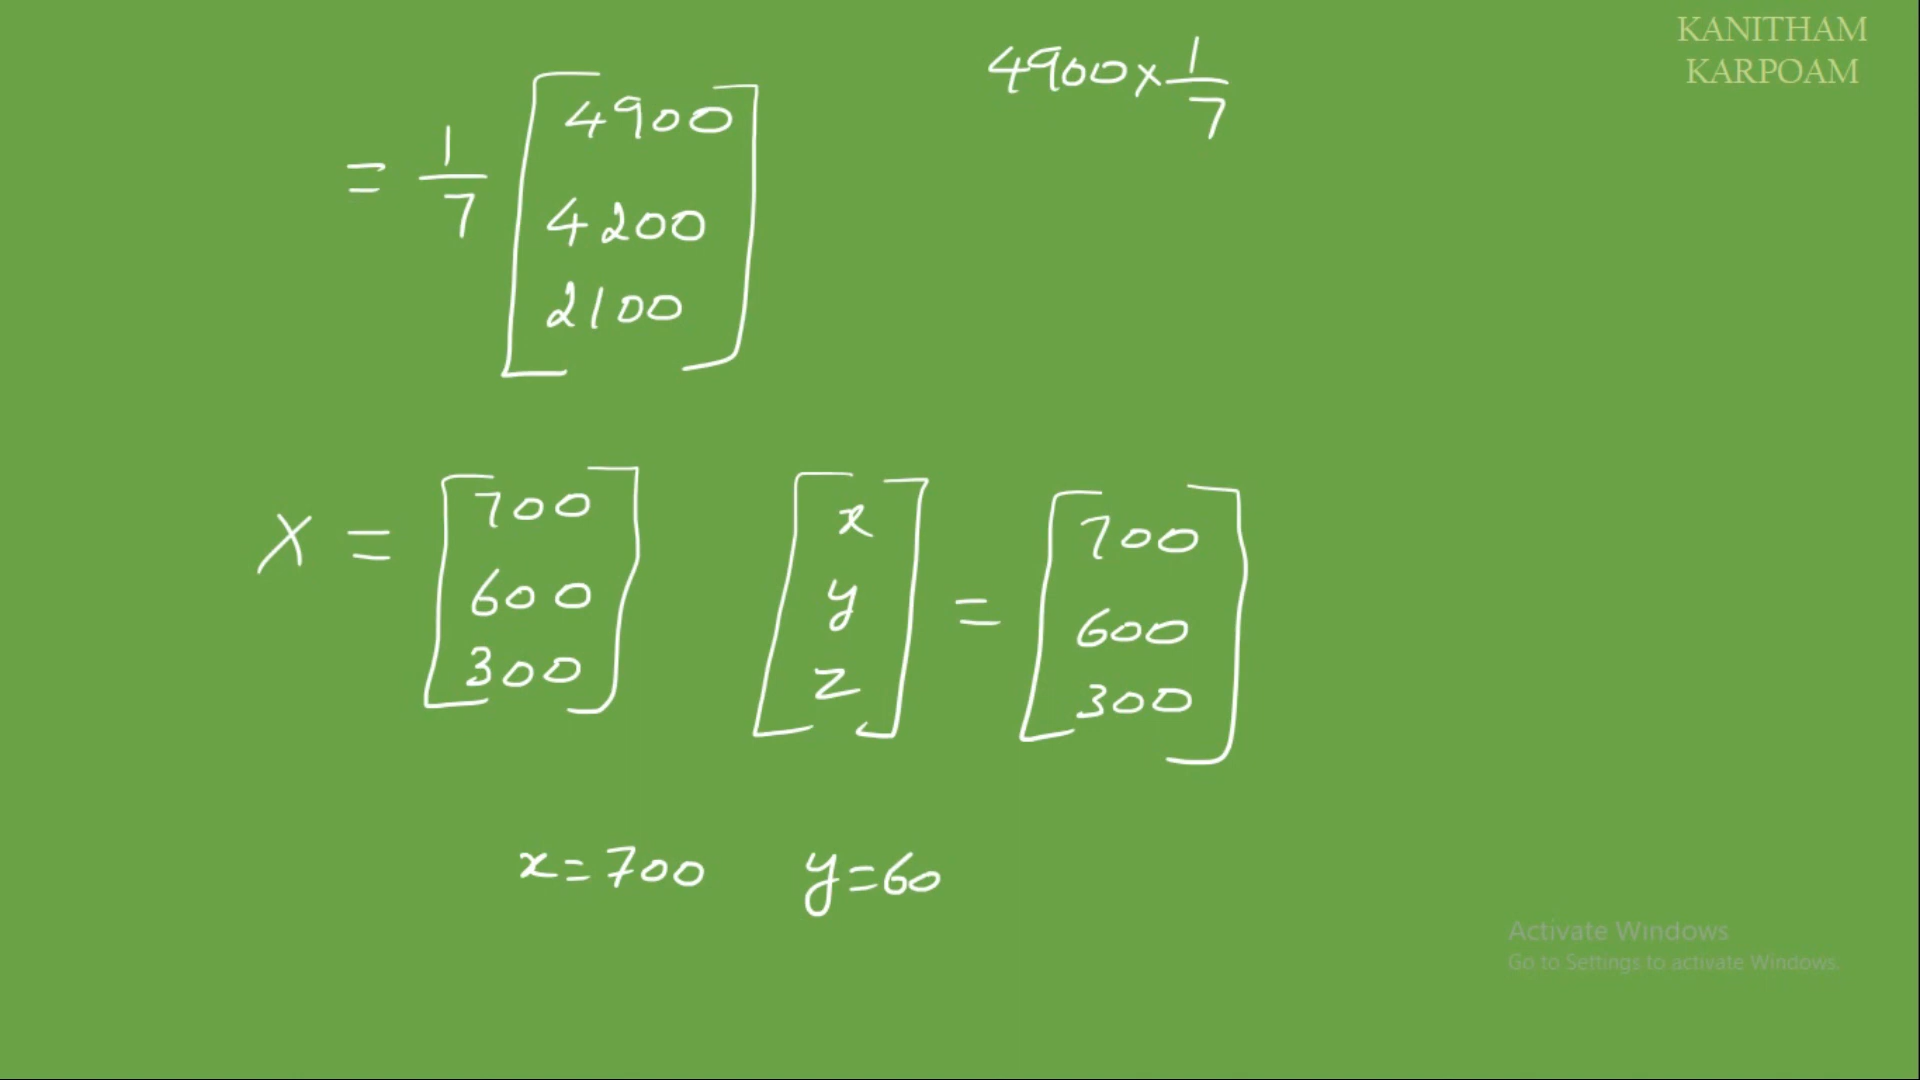 KANITHAM
KARPOAM
4900 × 1/7
= 1/7 [4900
4200
2100]
X = [700
600
300]
[x
y
z] = [700
600
300]
x=700 y=60
Activate Windows
Go to Settings to activate Windows.